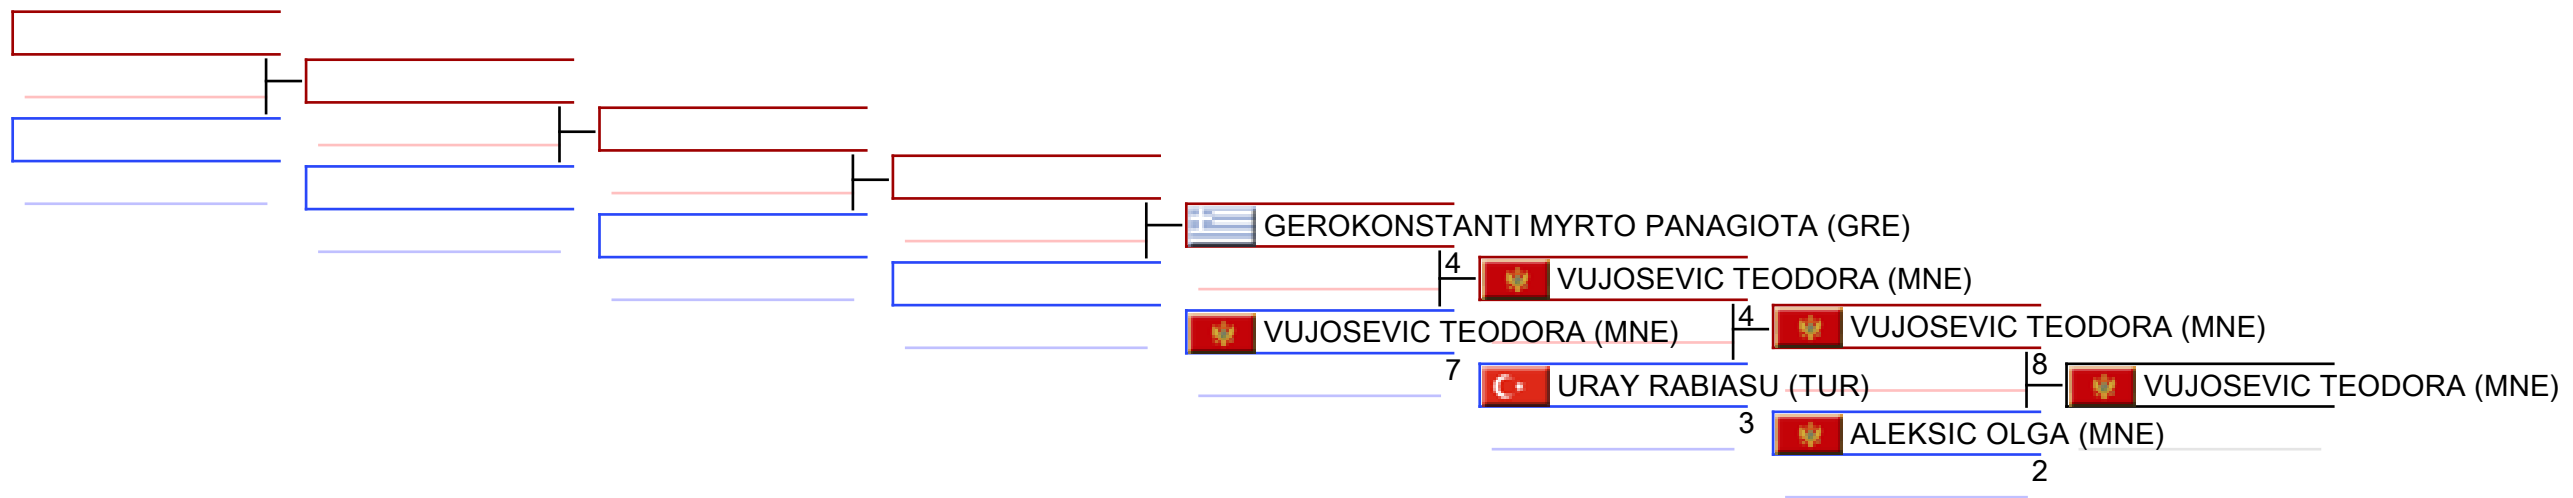 GEROKONSTANTI MYRTO PANAGIOTA (GRE)
4
VUJOSEVIC TEODORA (MNE)
VUJOSEVIC TEODORA (MNE)
7
4
VUJOSEVIC TEODORA (MNE)
URAY RABIASU (TUR)
3
8
VUJOSEVIC TEODORA (MNE)
ALEKSIC OLGA (MNE)
2